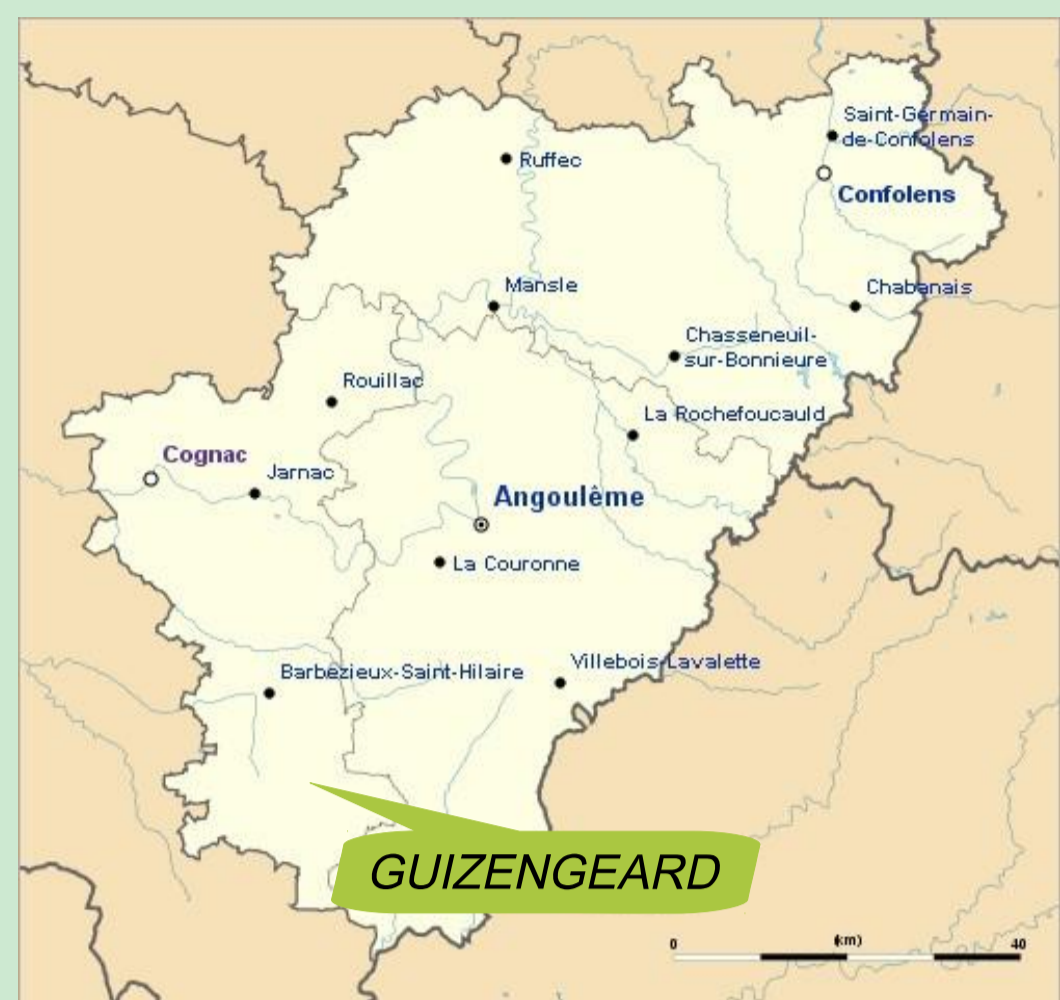 Saint-Germain-
de-Confolens
Ruffec
Confolens
Mansle
Chabanais
Chasseneuil-
sur-Bonnieure
Rouillac
La Rochefoucauld
Cognac
Jarnac
Angoulême
La Couronne
Barbezieux-Saint-Hilaire
Villebois-Lavalette
GUIZENGEARD
0 (km) 40